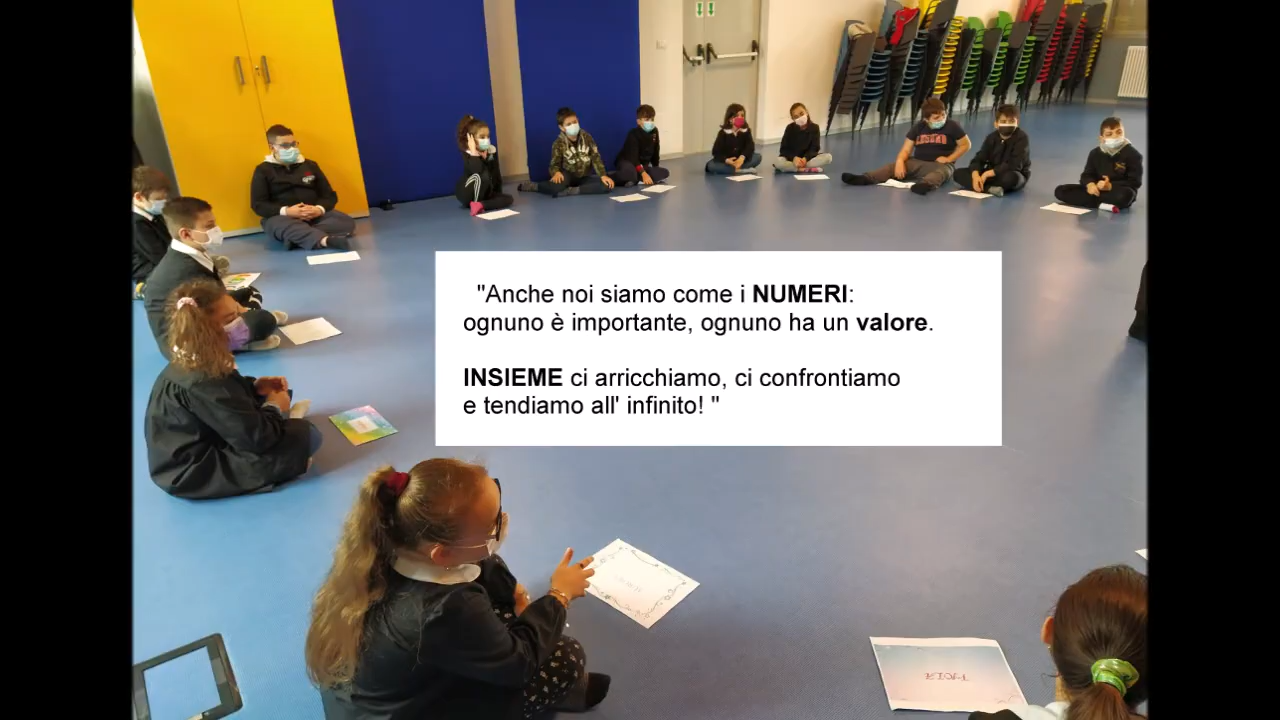 "Anche noi siamo come i NUMERI:
ognuno è importante, ognuno ha un valore.
INSIEME ci arricchiamo, ci confrontiamo
e tendiamo all' infinito! "